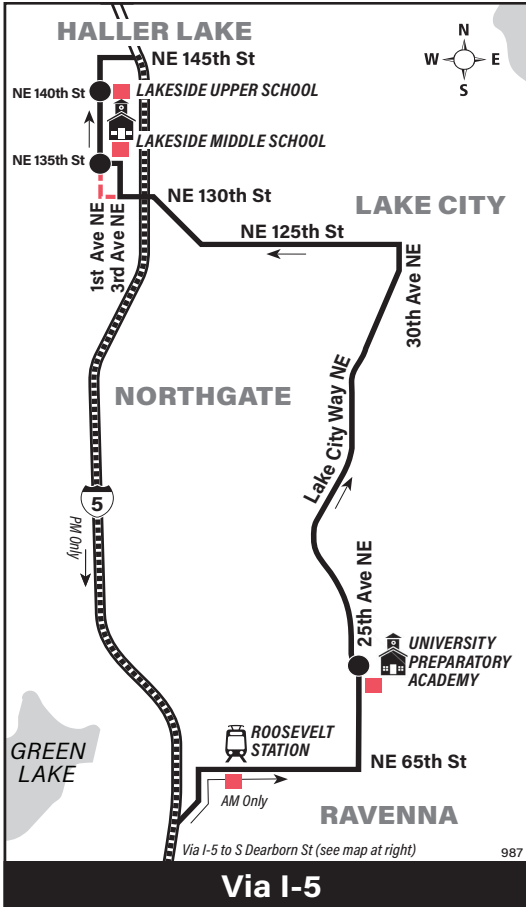 HALLER LAKE
N
W
E
S
NE 145th St
NE 140th St
LAKESIDE UPPER SCHOOL
LAKESIDE MIDDLE SCHOOL
NE 135th St
NE 130th St
LAKE CITY
1st Ave NE
3rd Ave NE
NE 125th St
30th Ave NE
NORTHGATE
Lake City Way NE
5
PM Only
25th Ave NE
UNIVERSITY
PREPARATORY
ACADEMY
ROOSEVELT
STATION
GREEN
LAKE
NE 65th St
AM Only
RAVENNA
Via I-5 to S Dearborn St (see map at right)
987
Via I-5